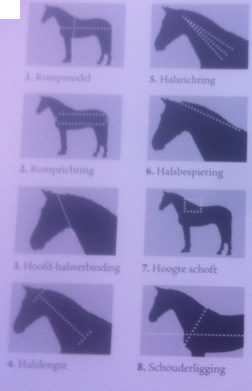 1. Rompmodel
5. Halsrichting
2. Romprichting
6. Halsbespiering
3. Hoofd-halsverbinding
7. Hoogte schoft
4. Halslengte
8. Schouderligging